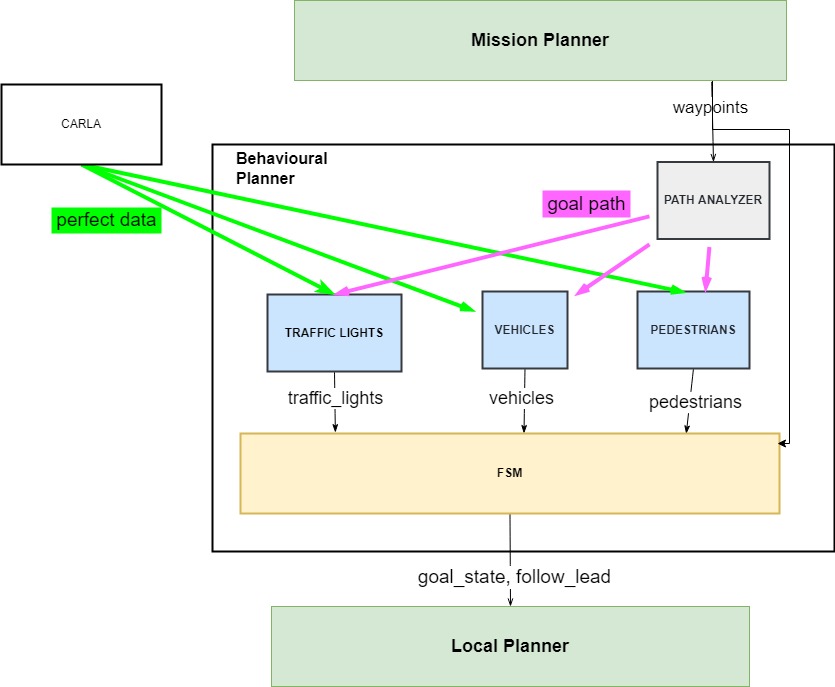 Mission Planner
waypoints
CARLA
Behavioural
Planner
perfect data
goal path
PATH ANALYZER
TRAFFIC LIGHTS
VEHICLES
PEDESTRIANS
traffic_lights
vehicles
pedestrians
FSM
goal_state, follow_lead
Local Planner